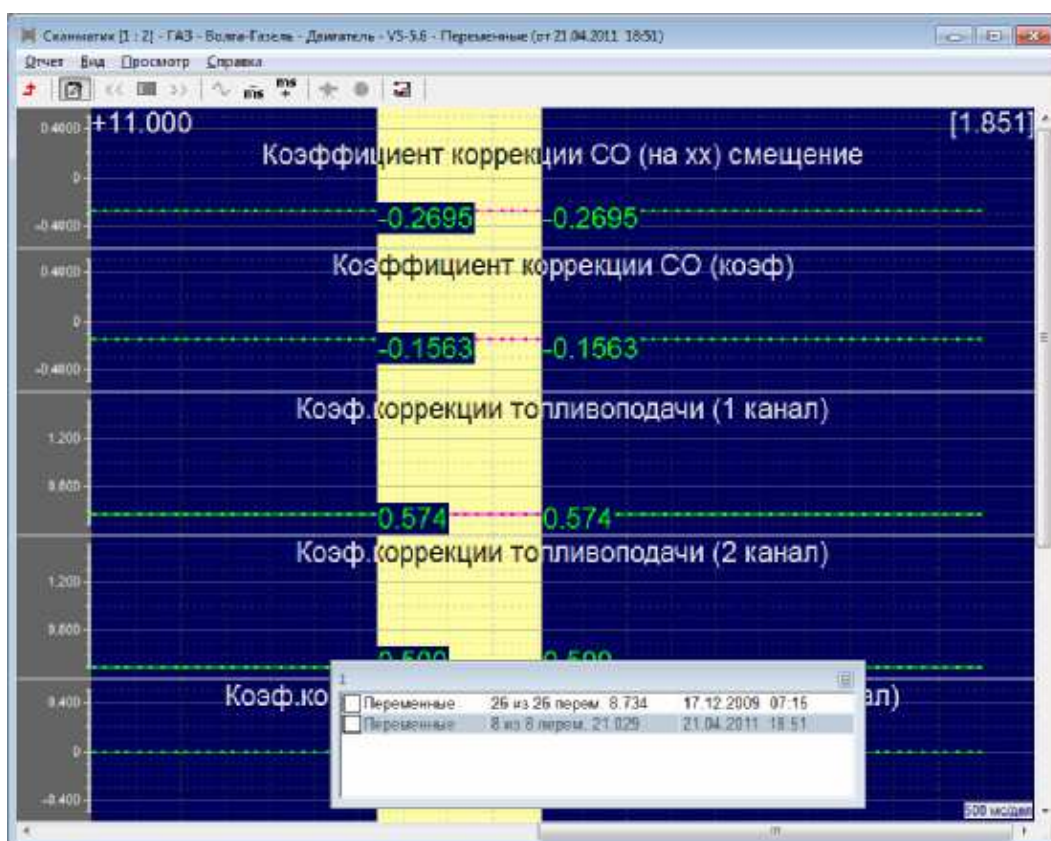 Сканматик [1 : 2] - ГАЗ - Волга-Газель - Двигатель - V5-5.6 - Переменные (от 21.04.2011 18:51)
Отчет Вид Просмотр Справка
+11.000
[1.851]
Коэффициент коррекции СО (на хх) смещение
0.4000
0
-0.4000
-0.2695
-0.2695
Коэффициент коррекции СО (коэф)
0.4000
0
-0.4000
-0.1563
-0.1563
Коэф.коррекции топливоподачи (1 канал)
1.200
0.800
0.574
0.574
Коэф.коррекции топливоподачи (2 канал)
1.200
0.800
Коэф.ко
ал)
0.400
0
-0.400
1
Переменные 26 из 26 перем. 8.734 17.12.2009 07:15
Переменные 8 из 8 перем. 21.029 21.04.2011 18:51
500 мс/дел